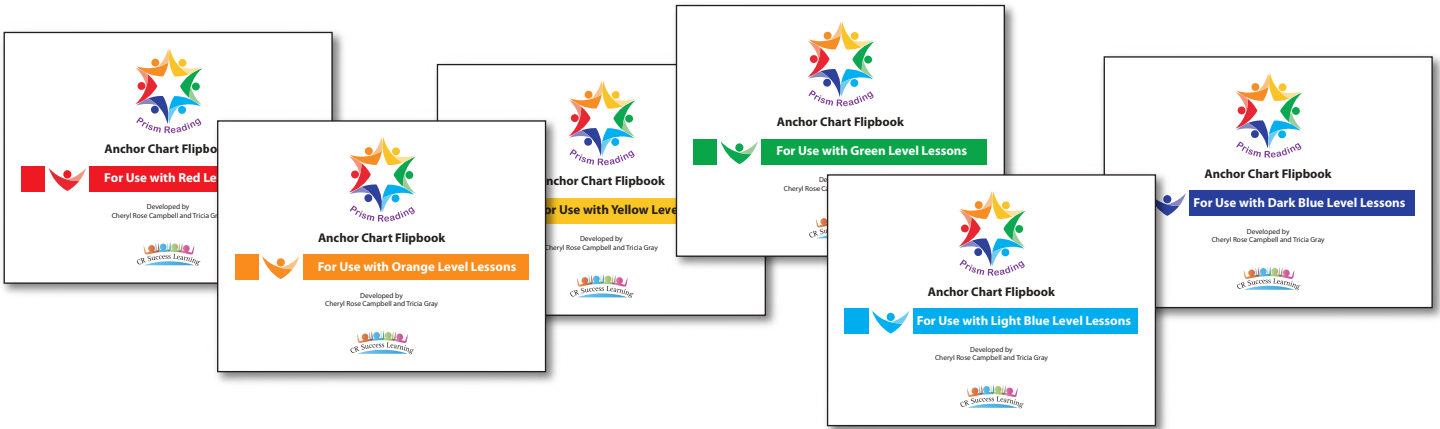 Prism Reading
Anchor Chart Flipbo
For Use with Red Le
Developed by
Cheryl Rose Campbell and Tricia Gr
CR Success Learning
Prism Reading
Anchor Chart Flipbook
For Use with Orange Level Lessons
Developed by
Cheryl Rose Campbell and Tricia Gray
CR Success Learning
Prism Reading
nchor Chart Flipbook
or Use with Yellow Leve
Developed by
Cheryl Rose Campbell and Tricia Gray
CR Success Learning
Prism Reading
Anchor Chart Flipbook
For Use with Green Level Lessons
De
Cheryl Rose C
CR S
Prism Reading
Anchor Chart Flipbook
For Use with Light Blue Level Lessons
Developed by
Cheryl Rose Campbell and Tricia Gray
CR Success Learning
Prism Reading
Anchor Chart Flipbook
For Use with Dark Blue Level Lessons
Developed by
Cheryl Rose Campbell and Tricia Gray
CR Success Learning